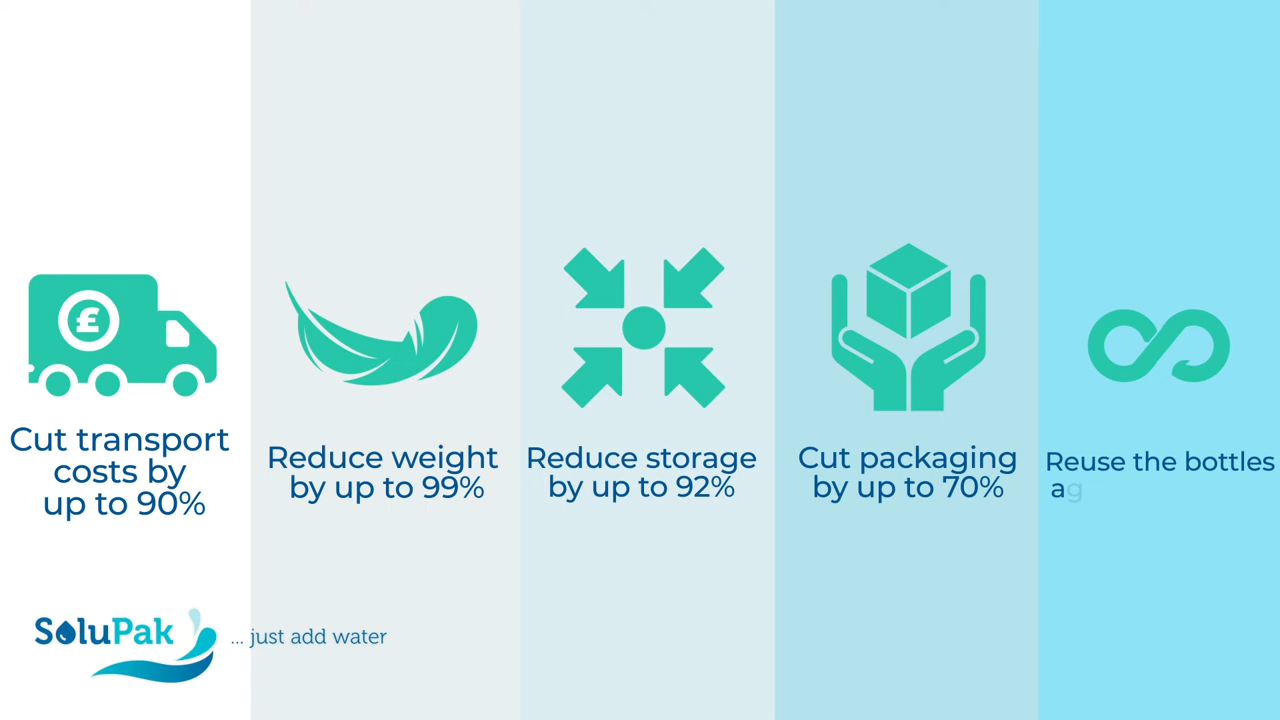 £
Cut transport
costs by
up to 90%
Reduce weight
by up to 99%
Reduce storage
by up to 92%
Cut packaging
by up to 70%
Reuse the bottles
ag
SoluPak
... just add water